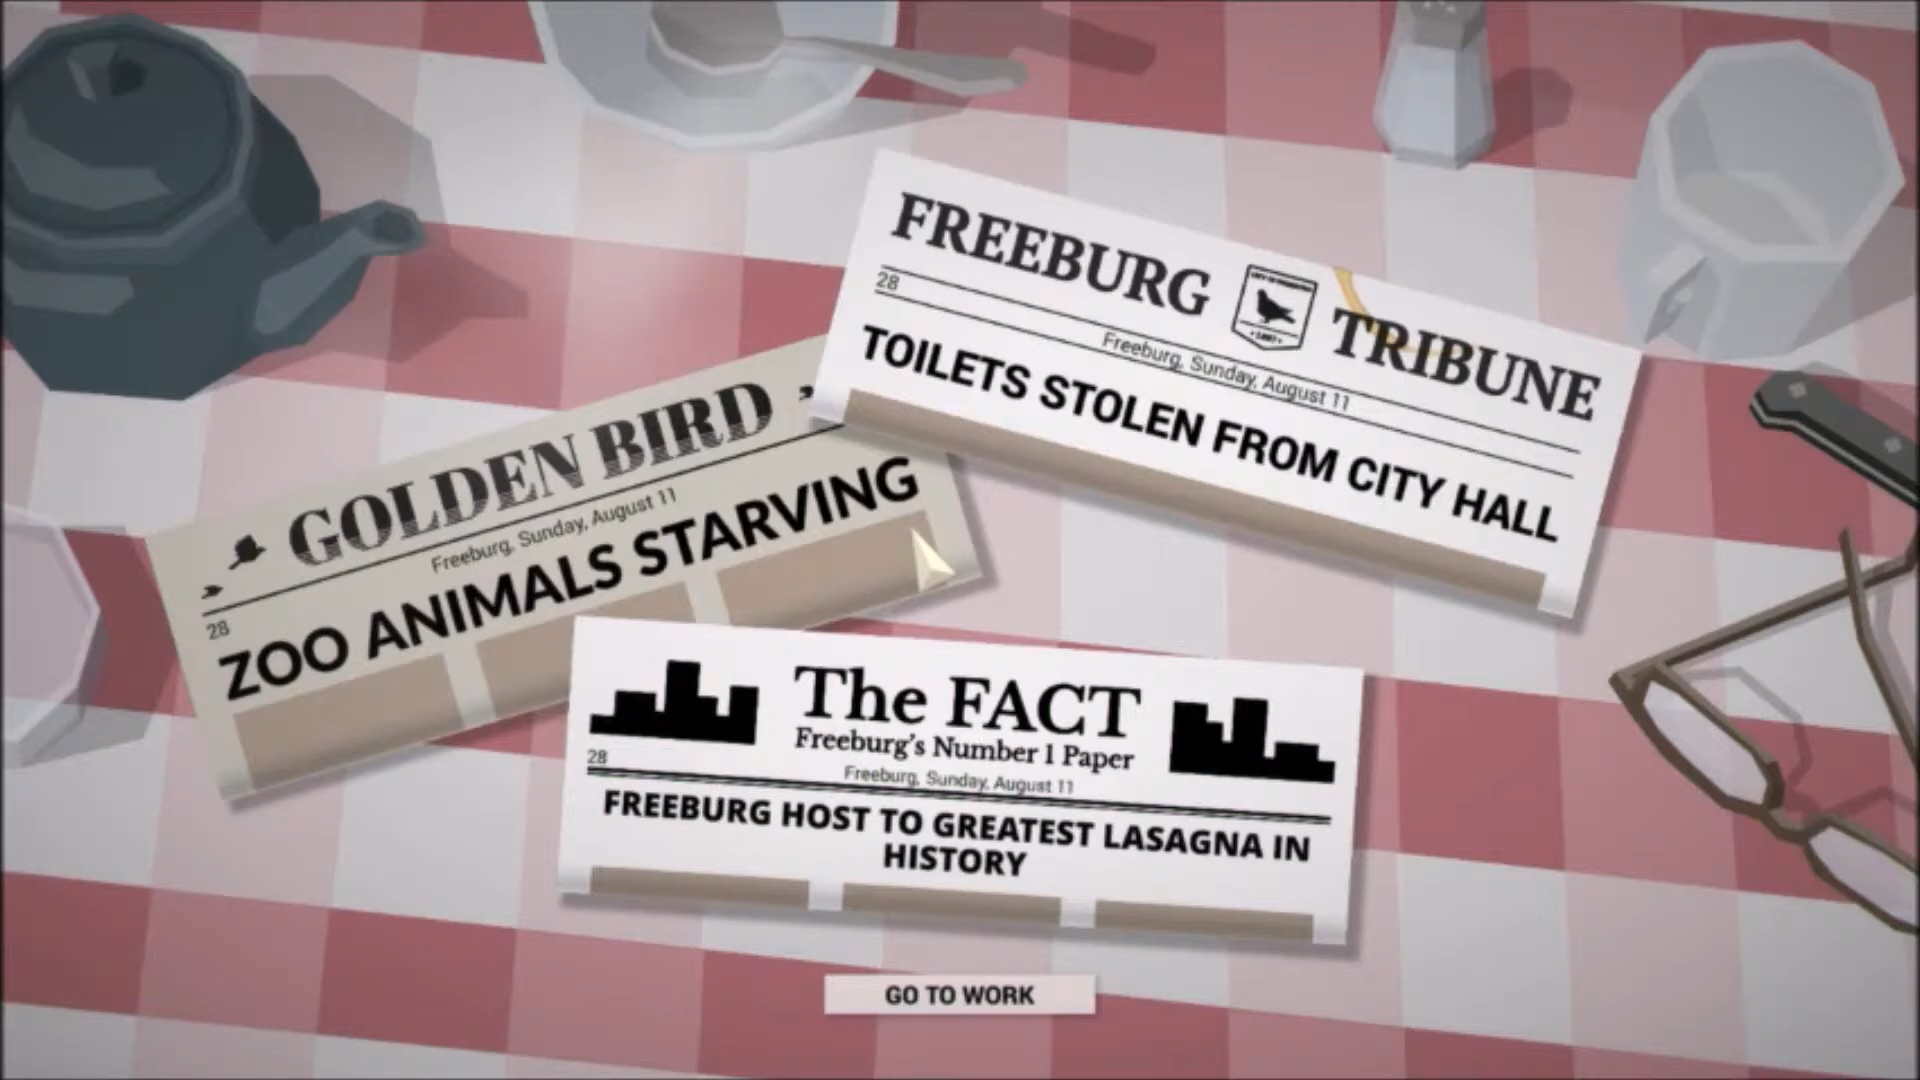 FREEBURG TRIBUNE
28
Freeburg, Sunday, August 11
TOILETS STOLEN FROM CITY HALL
GOLDEN BIRD
Freeburg, Sunday, August 11
28
ZOO ANIMALS STARVING
The FACT
Freeburg's Number 1 Paper
28
Freeburg, Sunday, August 11
FREEBURG HOST TO GREATEST LASAGNA IN
HISTORY
GO TO WORK